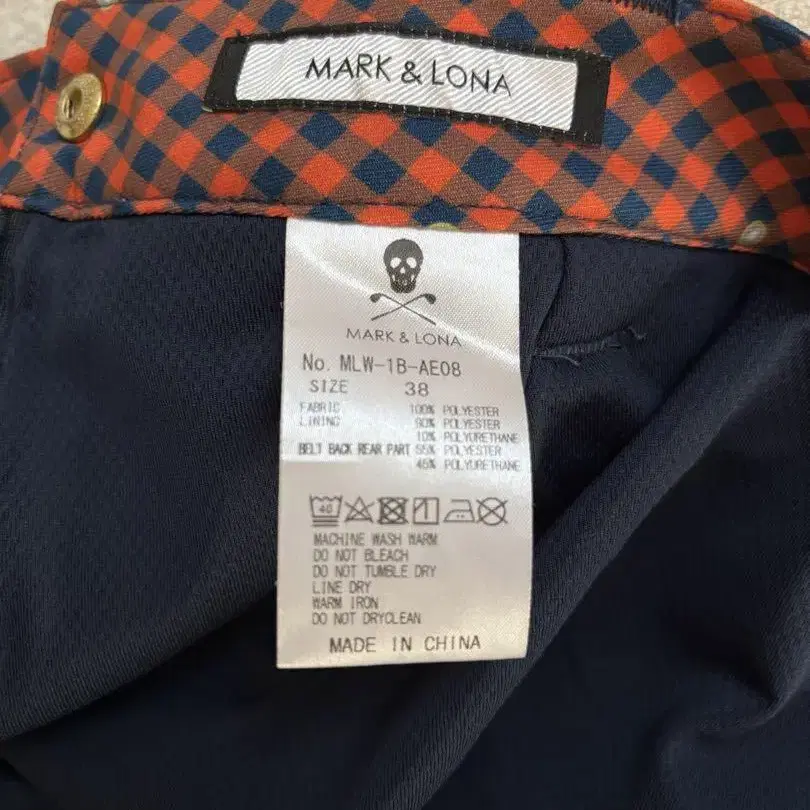 MARK & LONA
MARK & LONA
No. MLW-1B-AE08
SIZE 38
FABRIC 100% POLYESTER
LINING 90% POLYESTER
10% POLYURETHANE
BELT BACK REAR PART 55% POLYESTER
45% POLYURETHANE
40
MACHINE WASH WARM
DO NOT BLEACH
DO NOT TUMBLE DRY
LINE DRY
WARM IRON
DO NOT DRYCLEAN
MADE IN CHINA